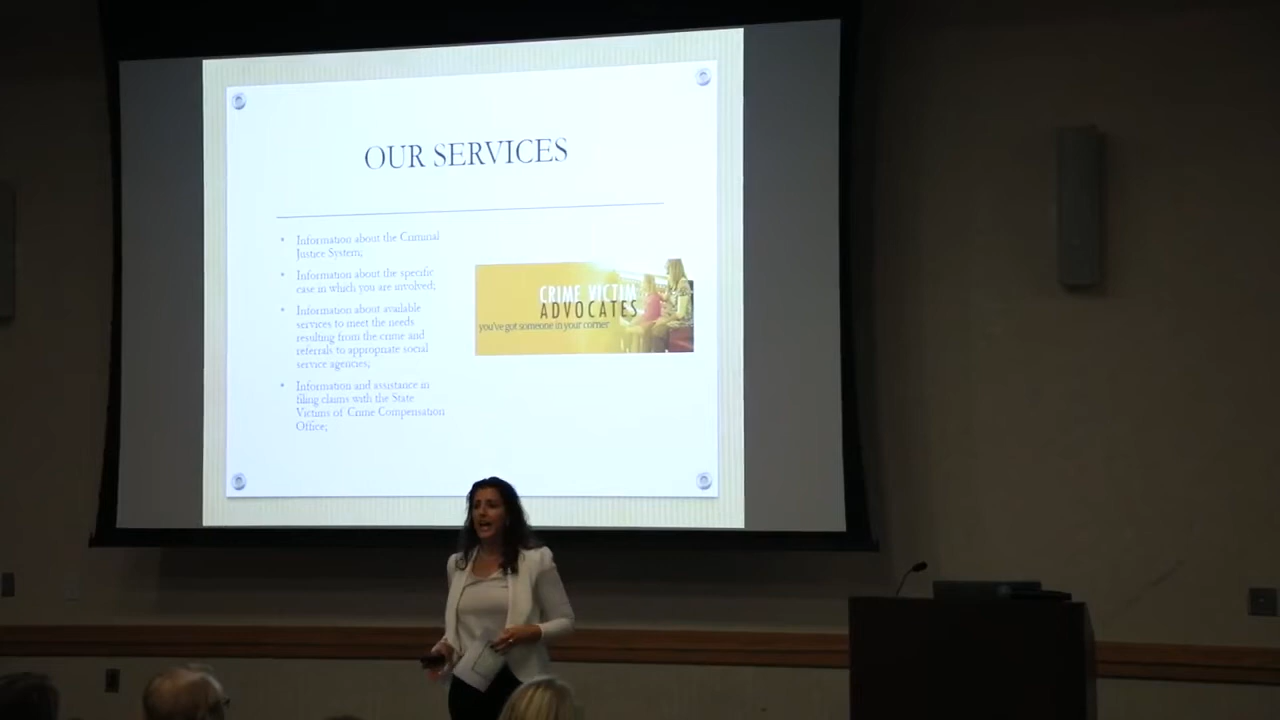 OUR SERVICES
• Information about the Criminal
Justice System;
• Information about the specific
case in which you are involved;
• Information about available
services to meet the needs
resulting from the crime and
referrals to appropriate social
service agencies;
• Information and assistance in
filing claims with the State
Victims of Crime Compensation
Office;
CRIME VICTIM
ADVOCATES
you've got someone in your corner